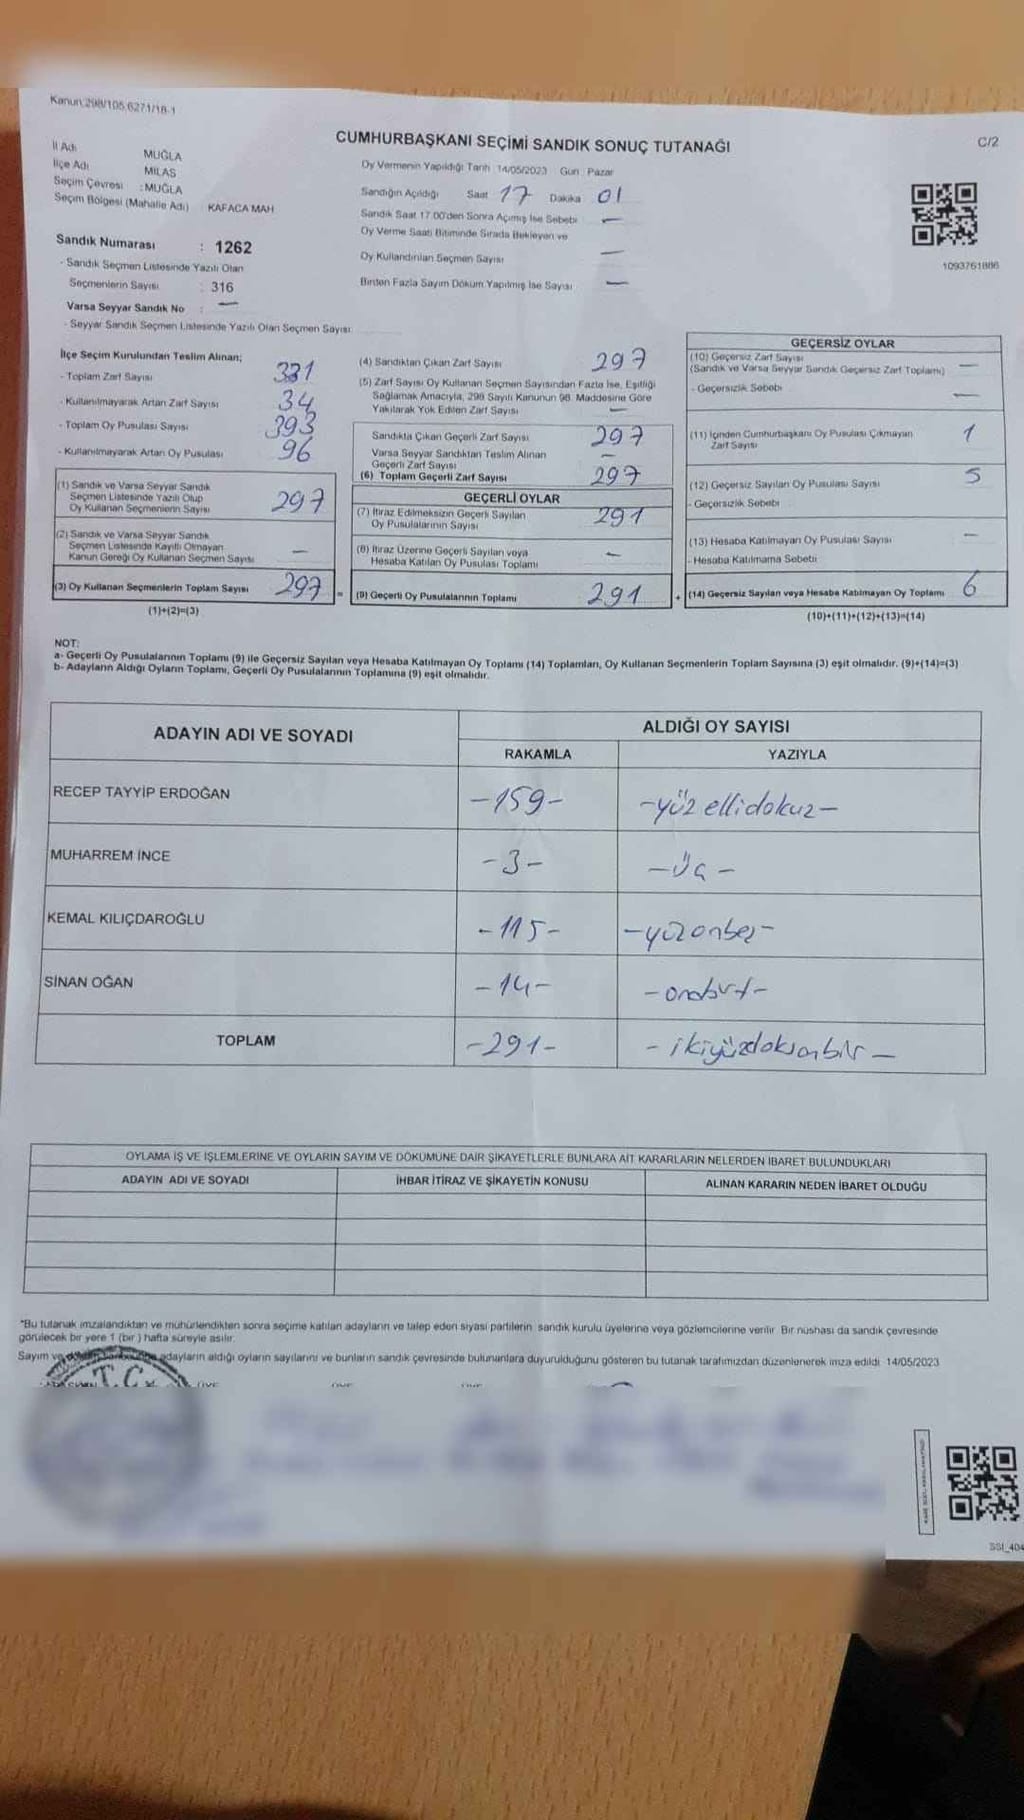 Kanun:298/105,6271/18-1
CUMHURBAŞKANI SEÇİMİ SANDIK SONUÇ TUTANAĞI
C/2
İl Adı MUĞLA
İlçe Adı MİLAS
Seçim Çevresi :MUĞLA
Seçim Bölgesi (Mahalle Adı) KAFACA MAH
Oy Vermenin Yapıldığı Tarih 14/05/2023 Gün Pazar
Sandığın Açıldığı Saat 17 Dakika 01
Sandık Saat 17.00'den Sonra Açılmış İse Sebebi —
Oy Verme Saati Bitiminde Sırada Bekleyen ve
Oy Kullandırılan Seçmen Sayısı —
Birden Fazla Sayım Döküm Yapılmış İse Sayısı —
1093761886
Sandık Numarası : 1262
- Sandık Seçmen Listesinde Yazılı Olan
Seçmenlerin Sayısı : 316
Varsa Seyyar Sandık No : —
- Seyyar Sandık Seçmen Listesinde Yazılı Olan Seçmen Sayısı
İlçe Seçim Kurulundan Teslim Alınan;
- Toplam Zarf Sayısı 331
- Kullanılmayarak Artan Zarf Sayısı 34
- Toplam Oy Pusulası Sayısı 393
- Kullanılmayarak Artan Oy Pusulası 96
(1) Sandık ve Varsa Seyyar Sandık
Seçmen Listesinde Yazılı Olup
Oy Kullanan Seçmenlerin Sayısı 297
(2) Sandık ve Varsa Seyyar Sandık
Seçmen Listesinde Kayıtlı Olmayan
Kanun Gereği Oy Kullanan Seçmen Sayısı —
(3) Oy Kullanan Seçmenlerin Toplam Sayısı 297 =
(1)+(2)=(3)
(4) Sandıktan Çıkan Zarf Sayısı 297
(5) Zarf Sayısı Oy Kullanan Seçmen Sayısından Fazla İse, Eşitliği
Sağlamak Amacıyla, 298 Sayılı Kanunun 98. Maddesine Göre
Yakılarak Yok Edilen Zarf Sayısı —
Sandıkta Çıkan Geçerli Zarf Sayısı 297
Varsa Seyyar Sandıktan Teslim Alınan
Geçerli Zarf Sayısı —
(6) Toplam Geçerli Zarf Sayısı 297
GEÇERLİ OYLAR
(7) İtiraz Edilmeksizin Geçerli Sayılan
Oy Pusulalarının Sayısı 291
(8) İtiraz Üzerine Geçerli Sayılan veya
Hesaba Katılan Oy Pusulası Toplamı —
(9) Geçerli Oy Pusulalarının Toplamı 291 +
GEÇERSİZ OYLAR
(10) Geçersiz Zarf Sayısı
(Sandık ve Varsa Seyyar Sandık Geçersiz Zarf Toplamı) —
- Geçersizlik Sebebi —
(11) İçinden Cumhurbaşkanı Oy Pusulası Çıkmayan
Zarf Sayısı 1
(12) Geçersiz Sayılan Oy Pusulası Sayısı 5
- Geçersizlik Sebebi
(13) Hesaba Katılmayan Oy Pusulası Sayısı —
- Hesaba Katılmama Sebebi
(14) Geçersiz Sayılan veya Hesaba Katılmayan Oy Toplamı 6
(10)+(11)+(12)+(13)=(14)
NOT:
a- Geçerli Oy Pusulalarının Toplamı (9) ile Geçersiz Sayılan veya Hesaba Katılmayan Oy Toplamı (14) Toplamları, Oy Kullanan Seçmenlerin Toplam Sayısına (3) eşit olmalıdır. (9)+(14)=(3)
b- Adayların Aldığı Oyların Toplamı, Geçerli Oy Pusulalarının Toplamına (9) eşit olmalıdır.
ADAYIN ADI VE SOYADI ALDIĞI OY SAYISI
RAKAMLA YAZIYLA
RECEP TAYYİP ERDOĞAN -159- -yüz ellidokuz-
MUHARREM İNCE -3- -üç-
KEMAL KILIÇDAROĞLU -115- -yüzonbeş-
SİNAN OĞAN -14- -ondört-
TOPLAM -291- -ikiyüzdoksanbir-
OYLAMA İŞ VE İŞLEMLERİNE VE OYLARIN SAYIM VE DÖKÜMÜNE DAİR ŞİKAYETLERLE BUNLARA AİT KARARLARIN NELERDEN İBARET BULUNDUKLARI
ADAYIN ADI VE SOYADI İHBAR İTİRAZ VE ŞİKAYETİN KONUSU ALINAN KARARIN NEDEN İBARET OLDUĞU
*Bu tutanak imzalandıktan ve mühürlendikten sonra seçime katılan adayların ve talep eden siyasi partilerin sandık kurulu üyelerine veya gözlemcilerine verilir. Bir nüshası da sandık çevresinde
görülecek bir yere 1 (bir) hafta süreyle asılır.
Sayım ve adayların aldığı oyların sayılarını ve bunların sandık çevresinde bulunanlara duyurulduğunu gösteren bu tutanak tarafımızdan düzenlenerek imza edildi. 14/05/2023
T.C.
SSI_404